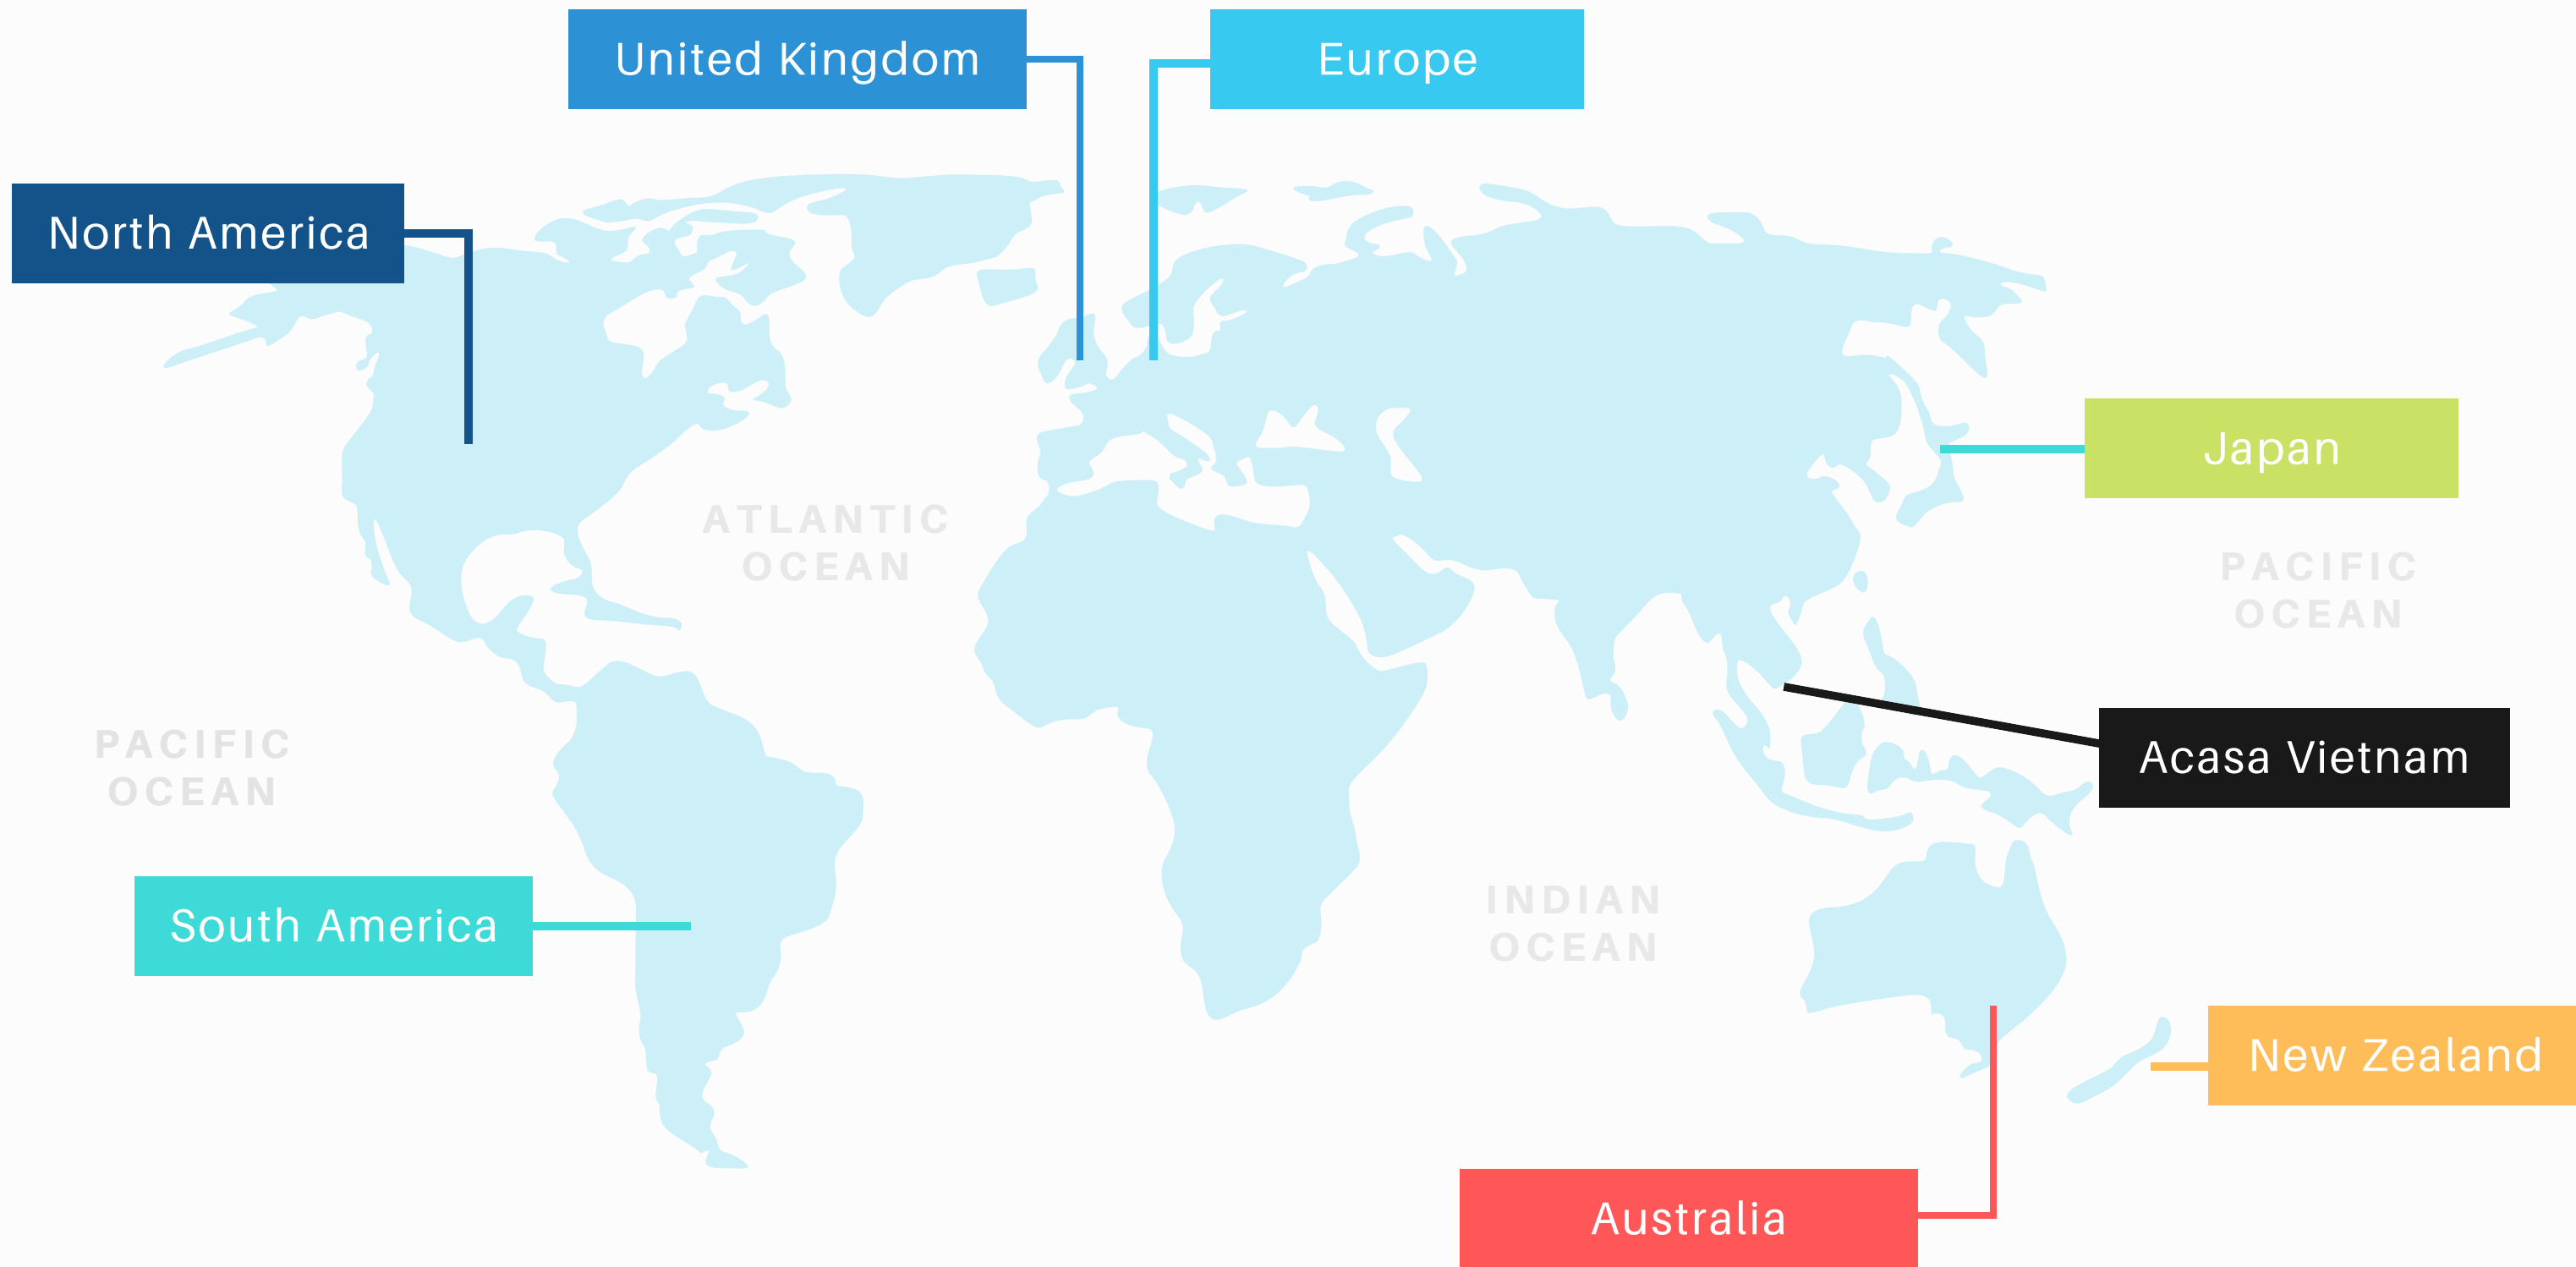 United Kingdom
Europe
North America
Japan
ATLANTIC
OCEAN
PACIFIC
OCEAN
PACIFIC
OCEAN
Acasa Vietnam
South America
INDIAN
OCEAN
New Zealand
Australia